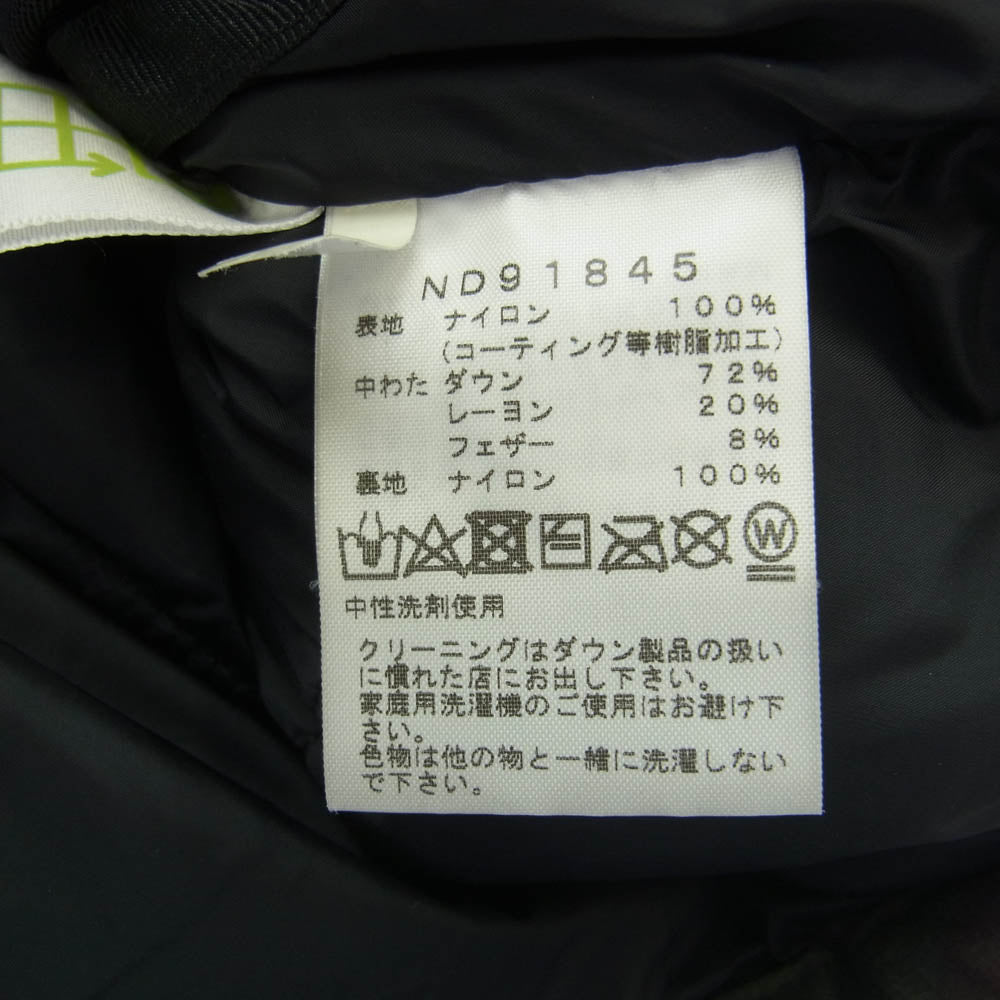 ND91845
表地 ナイロン 100%
(コーティング等樹脂加工)
中わた ダウン 72%
レーヨン 20%
フェザー 8%
裏地 ナイロン 100%
W
中性洗剤使用
クリーニングはダウン製品の扱い
に慣れた店にお出し下さい。
家庭用洗濯機のご使用はお避け下
さい。
色物は他の物と一緒に洗濯しない
で下さい。